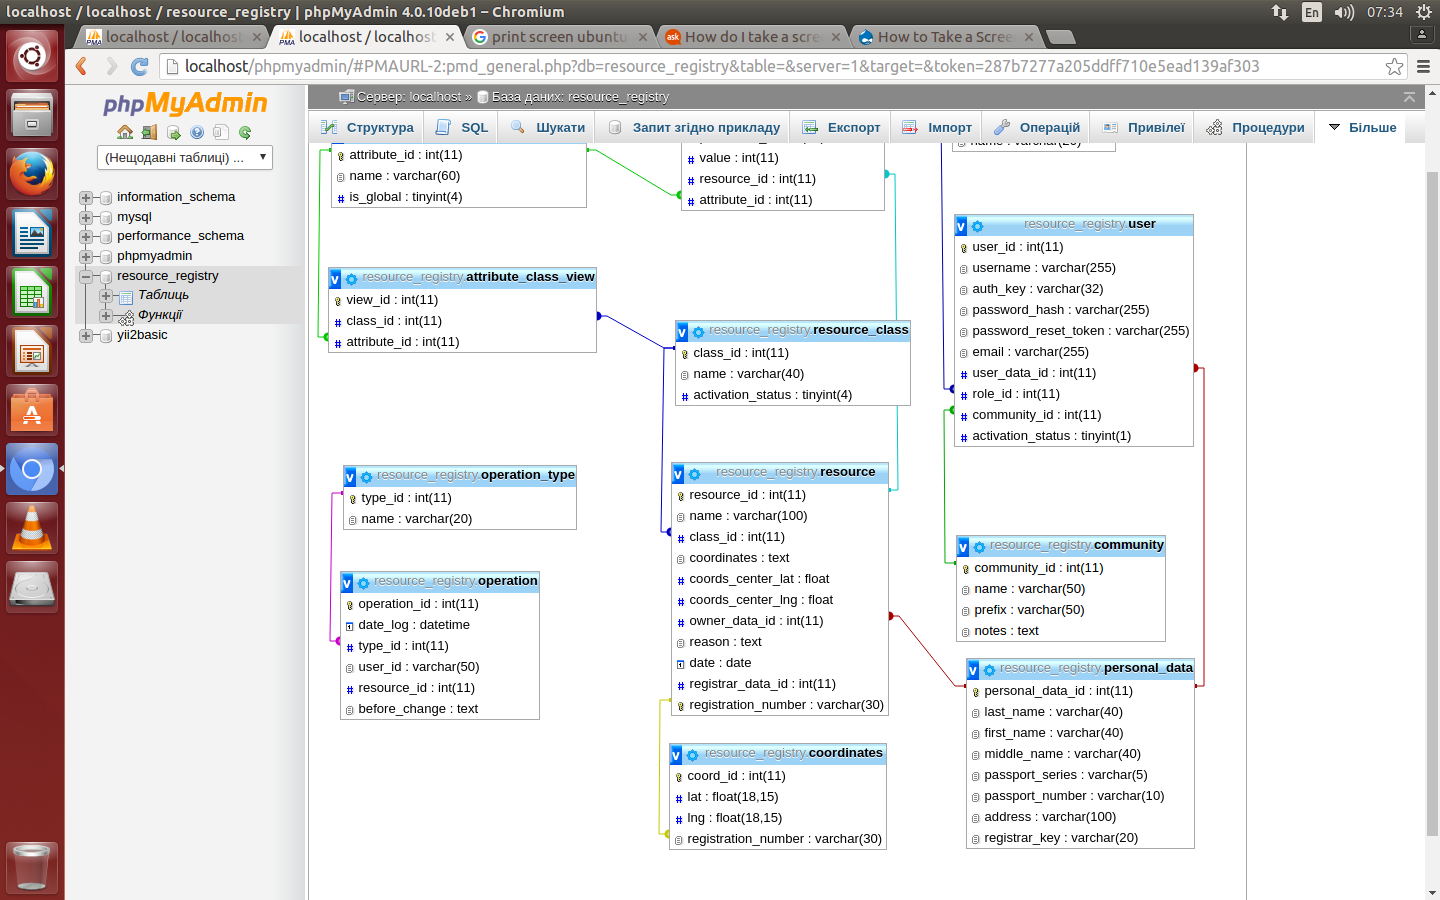 localhost / localhost / resource_registry | phpMyAdmin 4.0.10deb1 – Chromium
En
07:34
localhost / localhost
localhost / localhost
print screen ubuntu
How do I take a scre
How to Take a Scree
localhost/phpmyadmin/#PMAURL-2:pmd_general.php?db=resource_registry&table=&server=1&target=&token=287b7277a205ddff710e5ead139af303
phpMyAdmin
(Нещодавні таблиці) ...
information_schema
mysql
performance_schema
phpmyadmin
resource_registry
Таблиць
Функції
yii2basic
Сервер: localhost » База даних: resource_registry
Структура
SQL
Шукати
Запит згідно прикладу
Експорт
Імпорт
Операцій
Привілеї
Процедури
Більше
attribute_id : int(11)
name : varchar(60)
is_global : tinyint(4)
value : int(11)
resource_id : int(11)
attribute_id : int(11)
name : varchar(20)
resource_registry.user
user_id : int(11)
username : varchar(255)
auth_key : varchar(32)
password_hash : varchar(255)
password_reset_token : varchar(255)
email : varchar(255)
user_data_id : int(11)
role_id : int(11)
community_id : int(11)
activation_status : tinyint(1)
resource_registry.attribute_class_view
view_id : int(11)
class_id : int(11)
attribute_id : int(11)
resource_registry.resource_class
class_id : int(11)
name : varchar(40)
activation_status : tinyint(4)
resource_registry.operation_type
type_id : int(11)
name : varchar(20)
resource_registry.resource
resource_id : int(11)
name : varchar(100)
class_id : int(11)
coordinates : text
coords_center_lat : float
coords_center_lng : float
owner_data_id : int(11)
reason : text
date : date
registrar_data_id : int(11)
registration_number : varchar(30)
resource_registry.operation
operation_id : int(11)
date_log : datetime
type_id : int(11)
user_id : varchar(50)
resource_id : int(11)
before_change : text
resource_registry.community
community_id : int(11)
name : varchar(50)
prefix : varchar(50)
notes : text
resource_registry.personal_data
personal_data_id : int(11)
last_name : varchar(40)
first_name : varchar(40)
middle_name : varchar(40)
passport_series : varchar(5)
passport_number : varchar(10)
address : varchar(100)
registrar_key : varchar(20)
resource_registry.coordinates
coord_id : int(11)
lat : float(18,15)
lng : float(18,15)
registration_number : varchar(30)